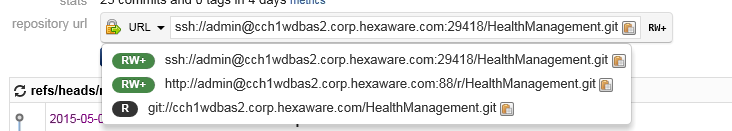 stats 25 commits and 0 tags in 4 days metrics
repository url URL ssh://admin@cch1wdbas2.corp.hexaware.com:29418/HealthManagement.git RW+
RW+ ssh://admin@cch1wdbas2.corp.hexaware.com:29418/HealthManagement.git
RW+ http://admin@cch1wdbas2.corp.hexaware.com:88/r/HealthManagement.git
R git://cch1wdbas2.corp.hexaware.com/HealthManagement.git
refs/heads/
2015-05-0